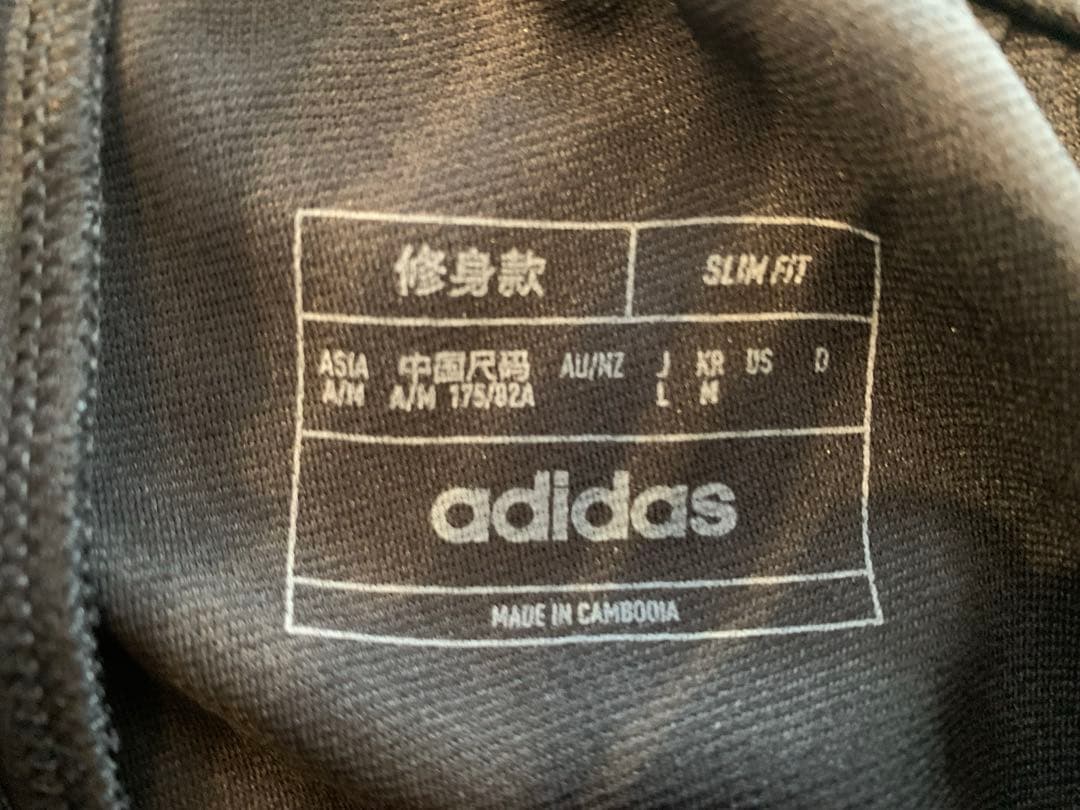 修身款 SLIM FIT
ASIA 中国尺码 AU/NZ J KR US D
A/M A/M 175/82A L M
adidas
MADE IN CAMBODIA